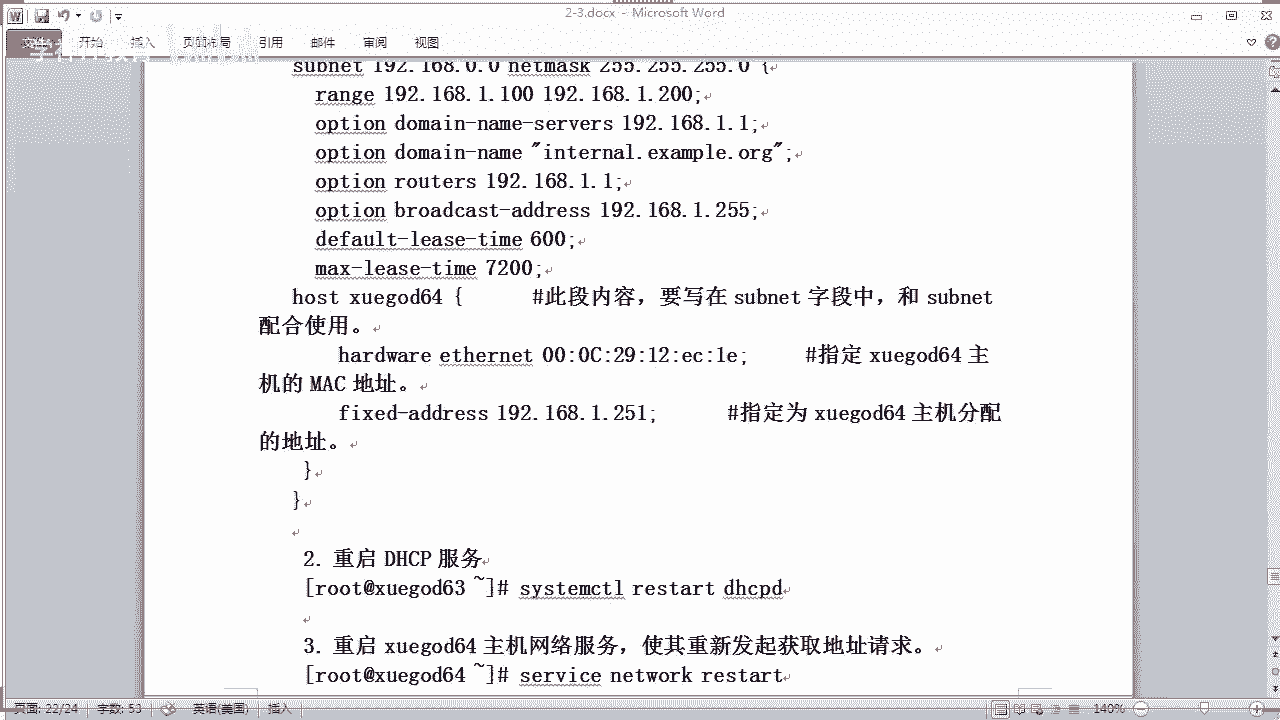 2-3.docx - Microsoft Word
文件 开始 插入 页面布局 引用 邮件 审阅 视图
subnet 192.168.0.0 netmask 255.255.255.0 {
range 192.168.1.100 192.168.1.200;
option domain-name-servers 192.168.1.1;
option domain-name "internal.example.org";
option routers 192.168.1.1;
option broadcast-address 192.168.1.255;
default-lease-time 600;
max-lease-time 7200;
host xuegod64 { #此段内容，要写在 subnet 字段中，和 subnet
配合使用。
hardware ethernet 00:0C:29:12:ec:1e; #指定 xuegod64 主
机的 MAC 地址。
fixed-address 192.168.1.251; #指定为 xuegod64 主机分配
的地址。
}
}
2. 重启 DHCP 服务
[root@xuegod63 ~]# systemctl restart dhcpd
3. 重启 xuegod64 主机网络服务，使其重新发起获取地址请求。
[root@xuegod64 ~]# service network restart
页面: 22/24 字数: 53 英语(美国) 插入 140%